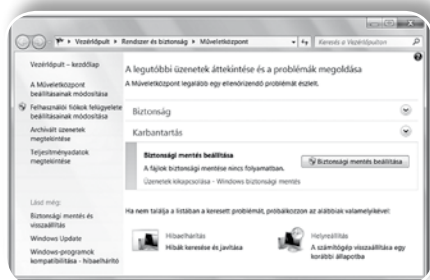 Vezérlőpult ▸ Rendszer és biztonság ▸ Műveletközpont
Keresés a Vezérlőpulton
Vezérlőpult – kezdőlap
A Műveletközpont
beállításainak módosítása
Felhasználói fiókok felügyelete
beállításainak módosítása
Archivált üzenetek
megtekintése
Teljesítményadatok
megtekintése
Lásd még:
Biztonsági mentés és
visszaállítás
Windows Update
Windows-programok
kompatibilitása - hibaelhárító
A legutóbbi üzenetek áttekintése és a problémák megoldása
A Műveletközpont legalább egy ellenőrizendő problémát észlelt.
Biztonság
Karbantartás
Biztonsági mentés beállítása
A fájlok biztonsági mentése nincs folyamatban.
Biztonsági mentés beállítása
Üzenetek kikapcsolása - Windows biztonsági mentés
Ha nem találja a listában a keresett problémát, próbálkozzon az alábbiak valamelyikével:
Hibaelhárítás
Hibák keresése és javítása
Helyreállítás
A számítógép visszaállítása egy
korábbi állapotba